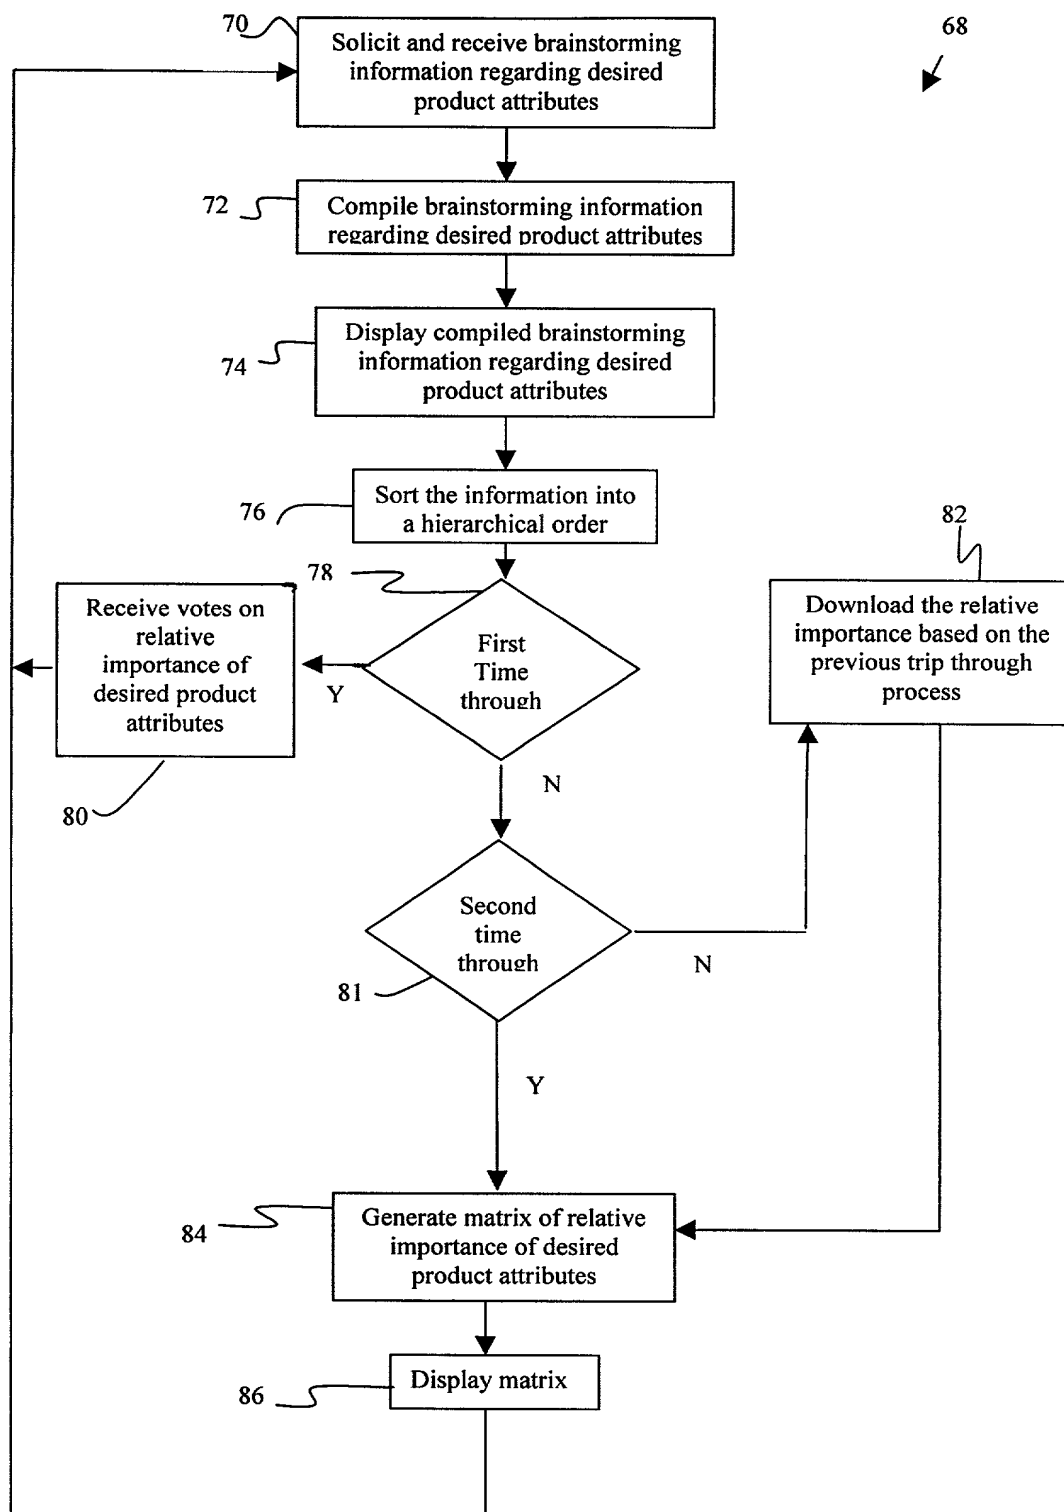 70
68
Solicit and receive brainstorming
information regarding desired
product attributes
72
Compile brainstorming information
regarding desired product attributes
74
Display compiled brainstorming
information regarding desired
product attributes
76
Sort the information into
a hierarchical order
78
First
Time
through
Y
N
Receive votes on
relative
importance of
desired product
attributes
80
82
Download the relative
importance based on the
previous trip through
process
Second
time
through
81
N
Y
84
Generate matrix of relative
importance of desired
product attributes
86
Display matrix